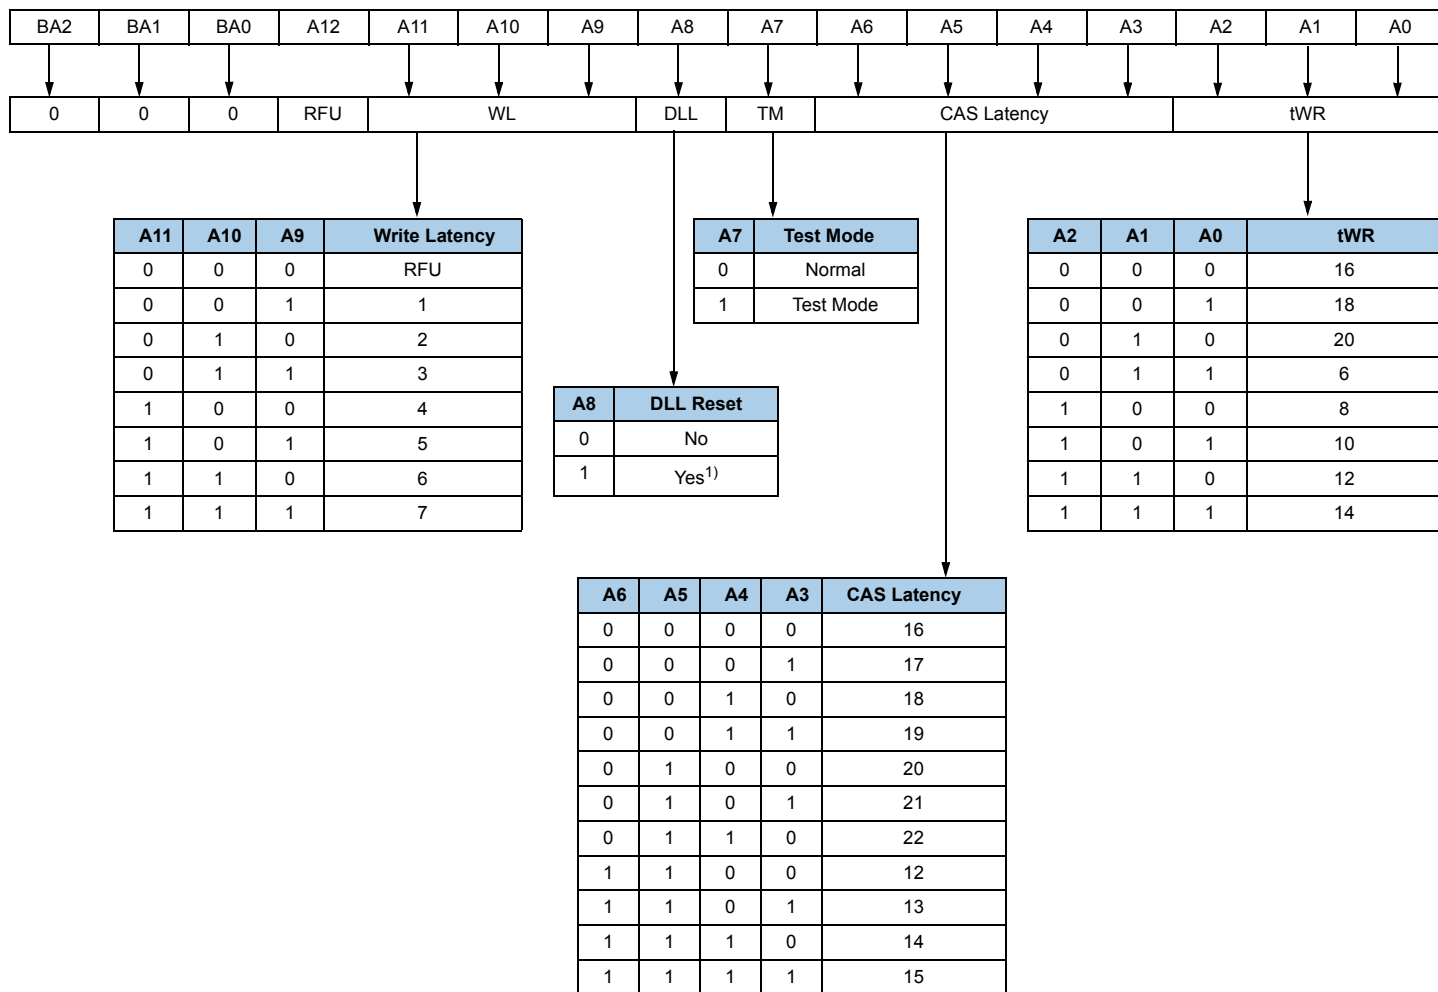 BA2 BA1 BA0 A12 A11 A10 A9 A8 A7 A6 A5 A4 A3 A2 A1 A0
0 0 0 RFU WL DLL TM CAS Latency tWR
A11 A10 A9 Write Latency
0 0 0 RFU
0 0 1 1
0 1 0 2
0 1 1 3
1 0 0 4
1 0 1 5
1 1 0 6
1 1 1 7
A8 DLL Reset
0 No
1 Yes1)
A7 Test Mode
0 Normal
1 Test Mode
A2 A1 A0 tWR
0 0 0 16
0 0 1 18
0 1 0 20
0 1 1 6
1 0 0 8
1 0 1 10
1 1 0 12
1 1 1 14
A6 A5 A4 A3 CAS Latency
0 0 0 0 16
0 0 0 1 17
0 0 1 0 18
0 0 1 1 19
0 1 0 0 20
0 1 0 1 21
0 1 1 0 22
1 1 0 0 12
1 1 0 1 13
1 1 1 0 14
1 1 1 1 15